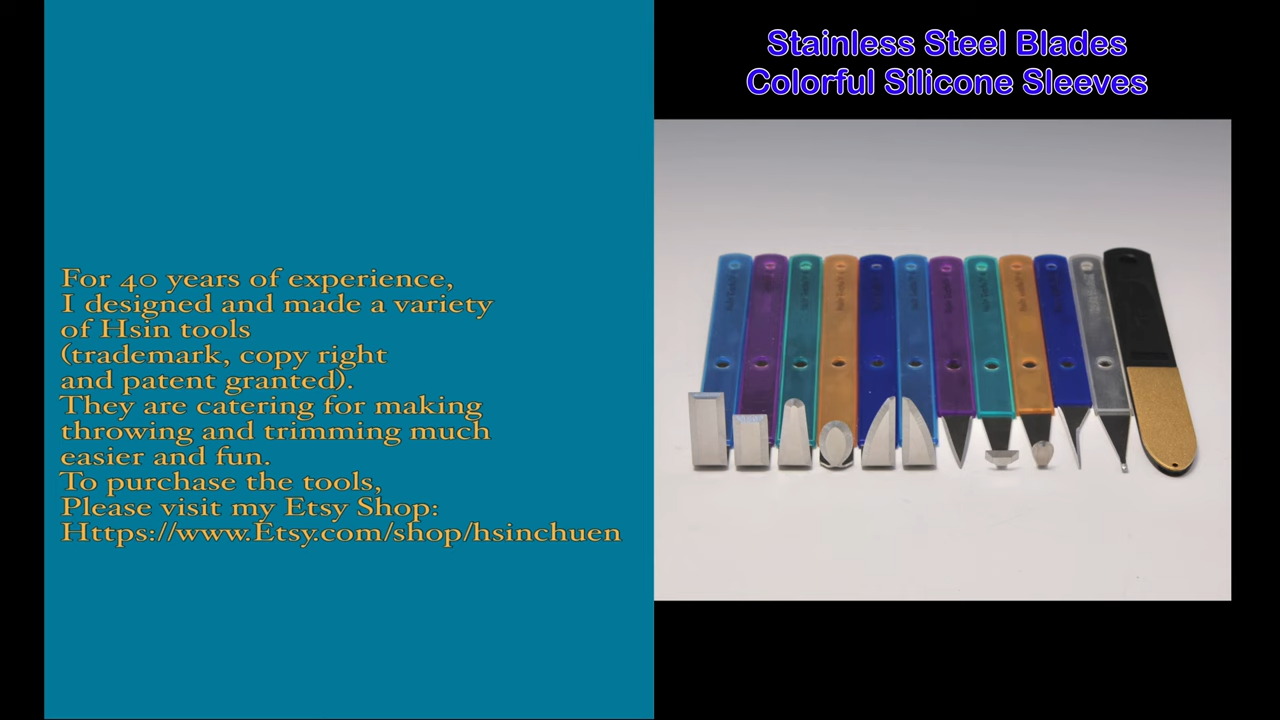 Stainless Steel Blades
Colorful Silicone Sleeves
For 40 years of experience,
I designed and made a variety
of Hsin tools
(trademark, copy right
and patent granted).
They are catering for making
throwing and trimming much
easier and fun.
To purchase the tools,
Please visit my Etsy Shop:
Https://www.Etsy.com/shop/hsinchuen